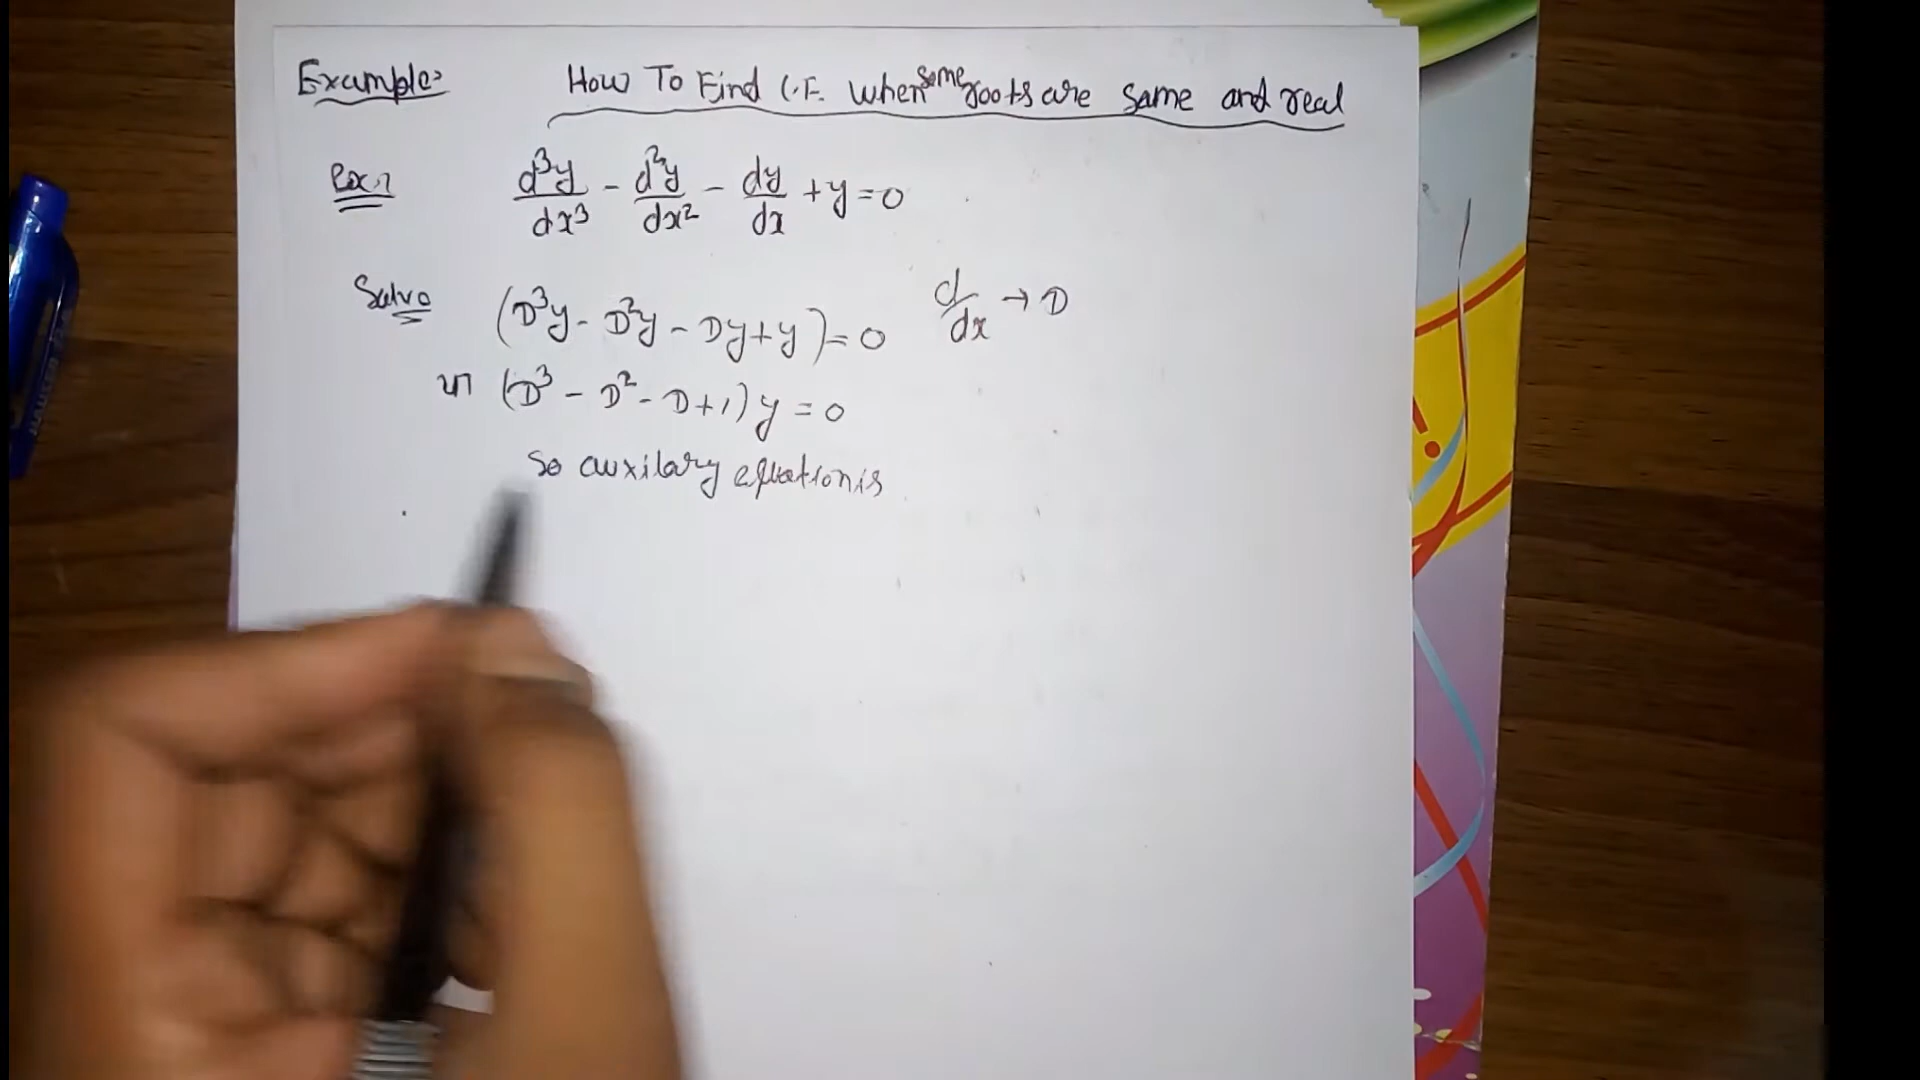 Example:
How To Find C.F. when some roots are same and real
Ex.1
d³y/dx³ - d²y/dx² - dy/dx + y = 0
Solve
(D³y - D²y - Dy + y) = 0
d/dx → D
या (D³ - D² - D + 1) y = 0
So auxilary equation is